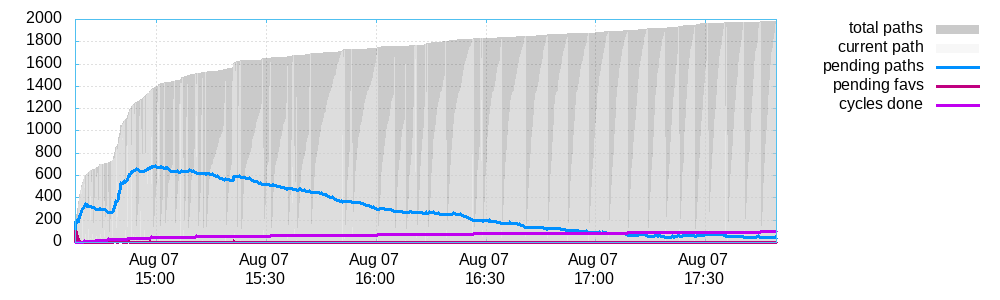 2000
1800
1600
1400
1200
1000
800
600
400
200
0
Aug 07
15:00
Aug 07
15:30
Aug 07
16:00
Aug 07
16:30
Aug 07
17:00
Aug 07
17:30
total paths
current path
pending paths
pending favs
cycles done